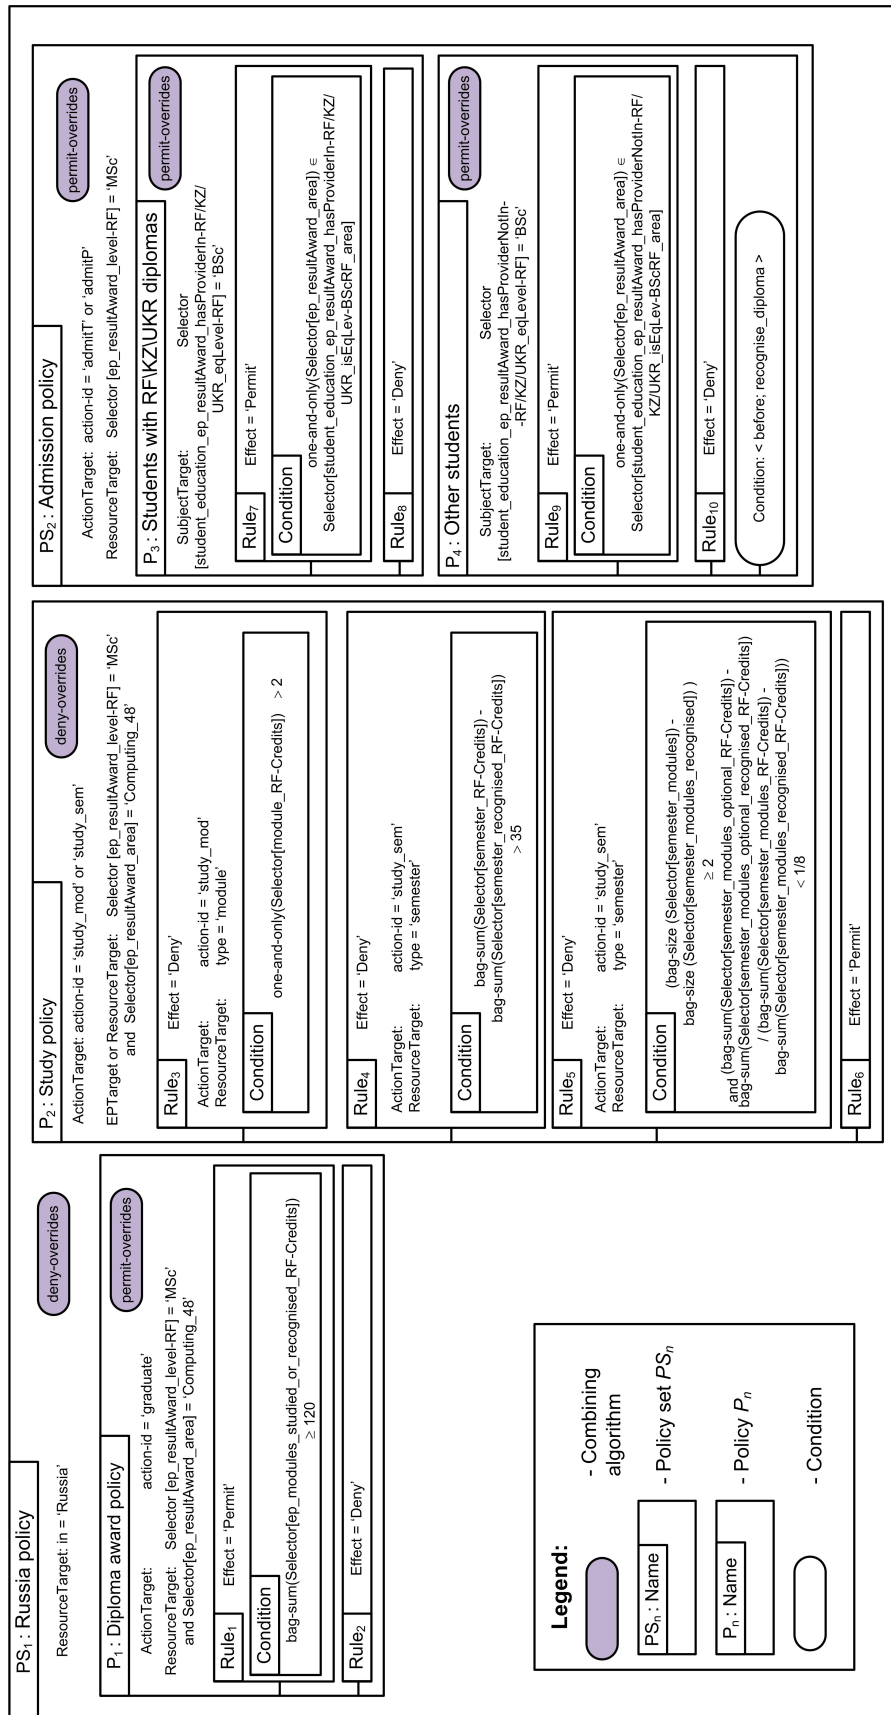 PS1 : Russia policy
ResourceTarget: in = ‘Russia’
deny-overrides
P1 : Diploma award policy
permit-overrides
ActionTarget: action-id = ‘graduate’
ResourceTarget: Selector [ep_resultAward_level-RF] = ‘MSc’
and Selector[ep_resultAward_area] = ‘Computing_48’
Rule1 Effect = ‘Permit’
Condition
bag-sum(Selector[ep_modules_studied_or_recognised_RF-Credits])
≥ 120
Rule2 Effect = ‘Deny’
P2 : Study policy
deny-overrides
ActionTarget: action-id = ‘study_mod’ or ‘study_sem’
EPTarget or ResourceTarget: Selector [ep_resultAward_level-RF] = ‘MSc’
and Selector[ep_resultAward_area] = ‘Computing_48’
Rule3 Effect = ‘Deny’
ActionTarget: action-id = ‘study_mod’
ResourceTarget: type = ‘module’
Condition
one-and-only(Selector[module_RF-Credits]) > 2
Rule4 Effect = ‘Deny’
ActionTarget: action-id = ‘study_sem’
ResourceTarget: type = ‘semester’
Condition
bag-sum(Selector[semester_RF-Credits]) -
bag-sum(Selector[semester_recognised_RF-Credits])
> 35
Rule5 Effect = ‘Deny’
ActionTarget: action-id = ‘study_sem’
ResourceTarget: type = ‘semester’
Condition
(bag-size (Selector[semester_modules]) -
bag-size (Selector[semester_modules_recognised]) )
≥ 2
and (bag-sum(Selector[semester_modules_optional_RF-Credits]) -
bag-sum(Selector[semester_modules_optional_recognised_RF-Credits])
/ (bag-sum(Selector[semester_modules_RF-Credits]) -
bag-sum(Selector[semester_modules_recognised_RF-Credits]))
< 1/8
Rule6 Effect = ‘Permit’
PS2 : Admission policy
permit-overrides
ActionTarget: action-id = ‘admitT’ or ‘admitP’
ResourceTarget: Selector [ep_resultAward_level-RF] = ‘MSc’
P3 : Students with RF\KZ\UKR diplomas
permit-overrides
SubjectTarget: Selector
[student_education_ep_resultAward_hasProviderIn-RF/KZ/
UKR_eqLevel-RF] = ‘BSc’
Rule7 Effect = ‘Permit’
Condition
one-and-only(Selector[ep_resultAward_area]) ∈
Selector[student_education_ep_resultAward_hasProviderIn-RF/KZ/
UKR_isEqLev-BScRF_area]
Rule8 Effect = ‘Deny’
P4 : Other students
permit-overrides
SubjectTarget: Selector
[student_education_ep_resultAward_hasProviderNotIn-
-RF/KZ/UKR_eqLevel-RF] = ‘BSc’
Rule9 Effect = ‘Permit’
Condition
one-and-only(Selector[ep_resultAward_area]) ∈
Selector[student_education_ep_resultAward_hasProviderNotIn-RF/
KZ/UKR_isEqLev-BScRF_area]
Rule10 Effect = ‘Deny’
Condition: < before; recognise_diploma >
Legend:
- Combining
algorithm
PSn : Name
- Policy set PSn
Pn : Name
- Policy Pn
- Condition